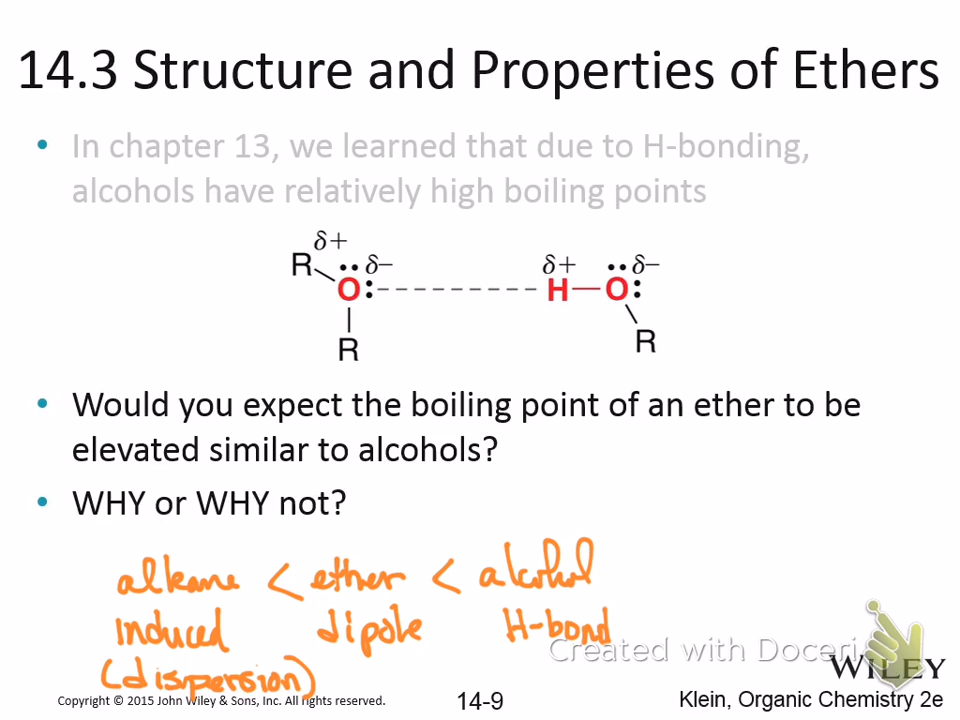 14.3 Structure and Properties of Ethers
• In chapter 13, we learned that due to H-bonding,
alcohols have relatively high boiling points
δ+
R δ− δ+ δ−
O H O
R R
• Would you expect the boiling point of an ether to be
elevated similar to alcohols?
• WHY or WHY not?
alkane < ether < alcohol
induced dipole H-bond
(dispersion)
Created with Doceri
WILEY
Copyright © 2015 John Wiley & Sons, Inc. All rights reserved. 14-9 Klein, Organic Chemistry 2e